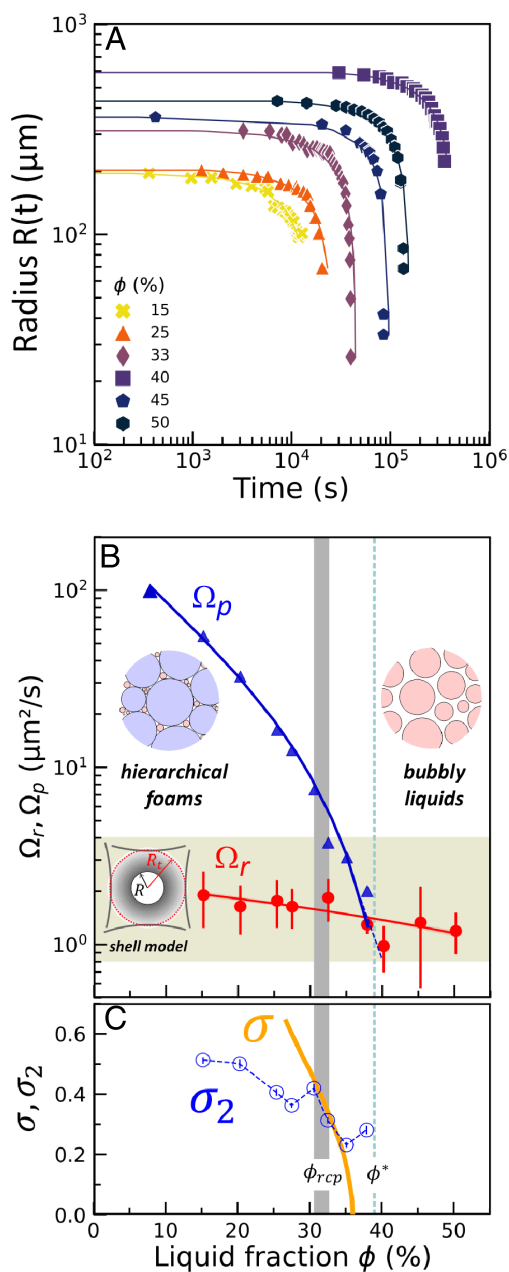 A
10³
10²
10¹
Radius R(t) (μm)
ϕ (%)
15
25
33
40
45
50
10² 10³ 10⁴ 10⁵ 10⁶
Time (s)
B
10²
10¹
10⁰
Ωᵣ, Ωₚ (μm²/s)
Ωₚ
hierarchical
foams
bubbly
liquids
Rₜ
R
shell model
Ωᵣ
C
0.6
0.4
0.2
0.0
σ, σ₂
σ
σ₂
ϕ_rcp
ϕ*
0 10 20 30 40 50
Liquid fraction ϕ (%)